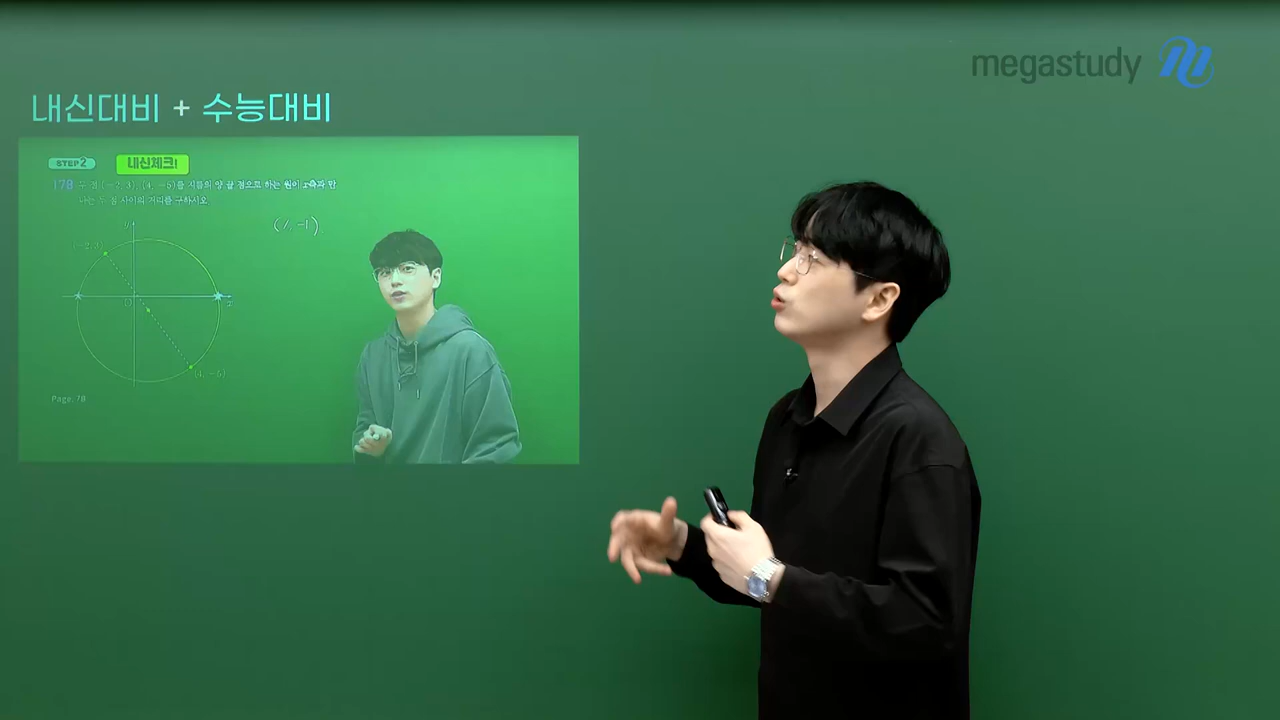 megastudy
내신대비 + 수능대비
STEP 2 내신체크!
178 두 점 (-2, 3), (4, -5)를 지름의 양 끝 점으로 하는 원이 x축과 만
나는 두 점 사이의 거리를 구하시오.
y
(1, -1)
(-2, 3)
O
x
(4, -5)
Page. 78